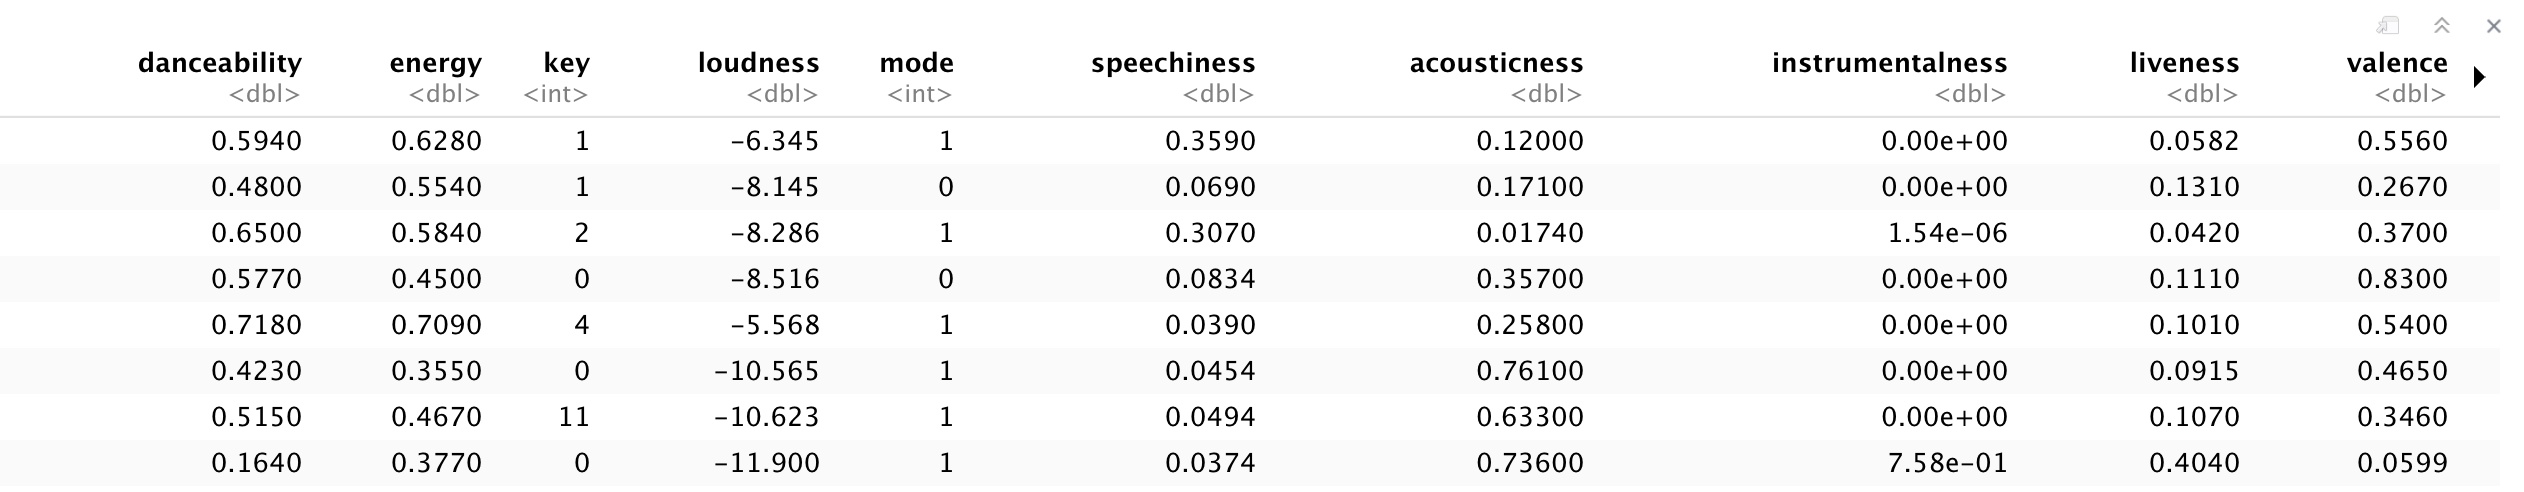 danceability energy key loudness mode speechiness acousticness instrumentalness liveness valence
<dbl> <dbl> <int> <dbl> <int> <dbl> <dbl> <dbl> <dbl> <dbl>
0.5940 0.6280 1 −6.345 1 0.3590 0.12000 0.00e+00 0.0582 0.5560
0.4800 0.5540 1 −8.145 0 0.0690 0.17100 0.00e+00 0.1310 0.2670
0.6500 0.5840 2 −8.286 1 0.3070 0.01740 1.54e−06 0.0420 0.3700
0.5770 0.4500 0 −8.516 0 0.0834 0.35700 0.00e+00 0.1110 0.8300
0.7180 0.7090 4 −5.568 1 0.0390 0.25800 0.00e+00 0.1010 0.5400
0.4230 0.3550 0 −10.565 1 0.0454 0.76100 0.00e+00 0.0915 0.4650
0.5150 0.4670 11 −10.623 1 0.0494 0.63300 0.00e+00 0.1070 0.3460
0.1640 0.3770 0 −11.900 1 0.0374 0.73600 7.58e−01 0.4040 0.0599